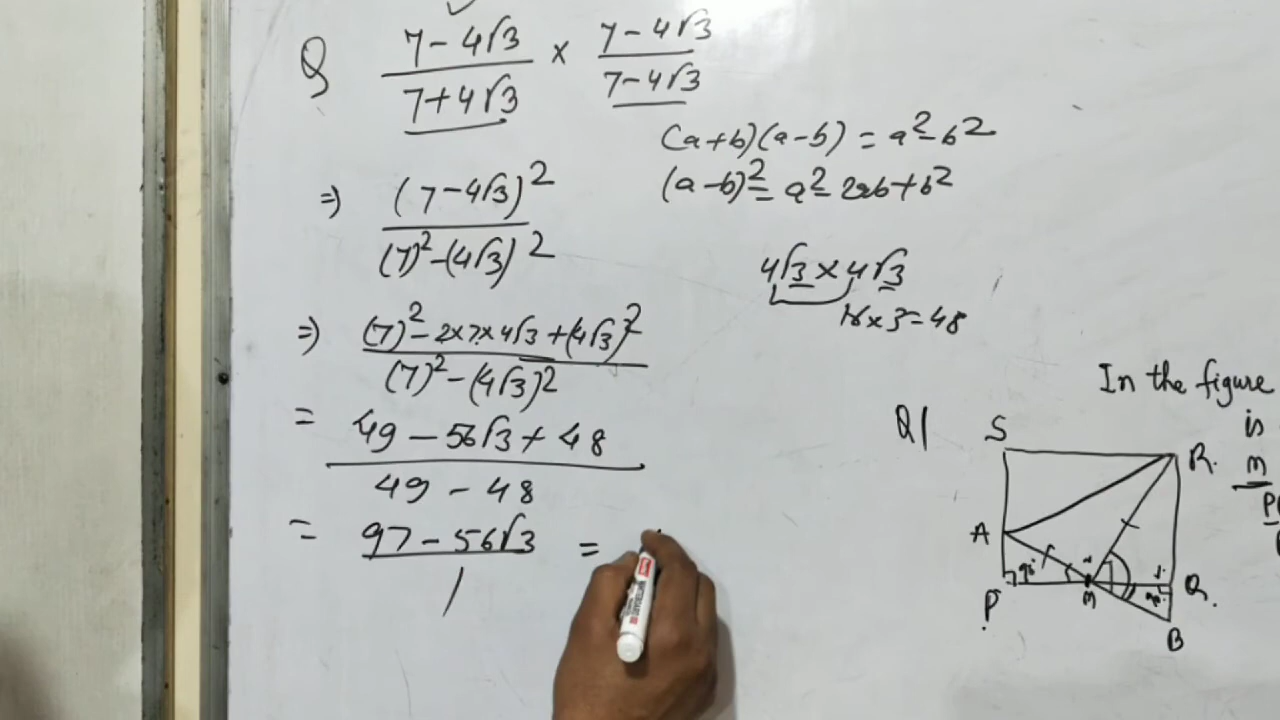 Q (7 - 4√3)/(7 + 4√3) × (7 - 4√3)/(7 - 4√3)
(a+b)(a-b) = a² - b²
(a-b)² = a² - 2ab + b²
⇒ (7 - 4√3)²/((7)² - (4√3)²)
4√3 × 4√3
16 × 3 = 48
⇒ ((7)² - 2×7×4√3 + (4√3)²)/((7)² - (4√3)²)
= (49 - 56√3 + 48)/(49 - 48)
= (97 - 56√3)/1 =
In the figure
is
m
Q1
S
R.
A
P
M
Q.
B
90°